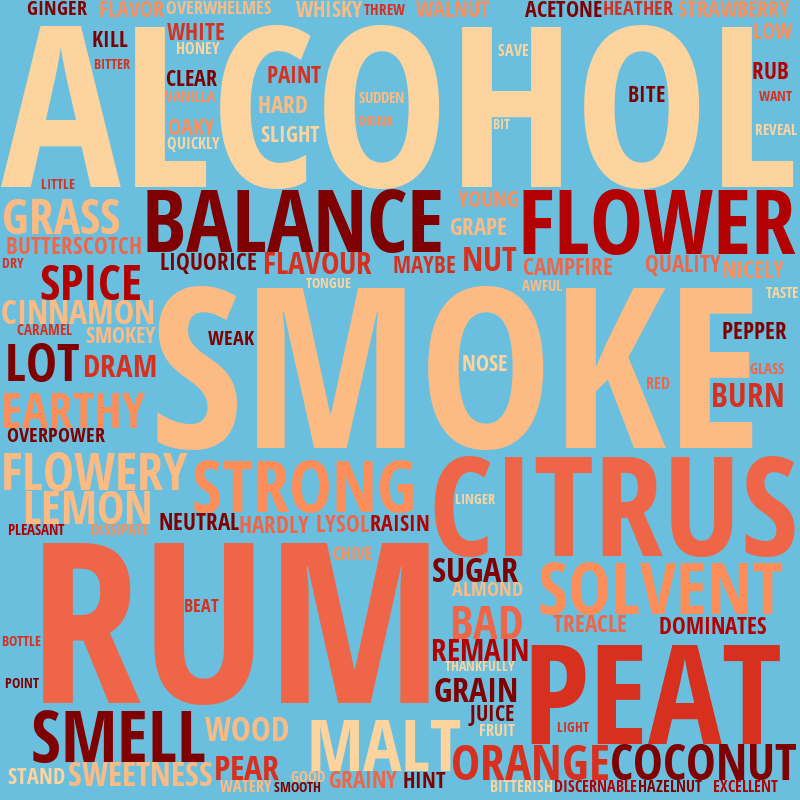 GINGER FLAVOR OVERWHELMES WHISKY THREW WALNUT ACETONE HEATHER STRAWBERRY
KILL WHITE HONEY SAVE LOW
BITTER CLEAR PAINT RUB
VANILLA HARD SUDDEN BITE WANT
OAKY SLIGHT DRINK BIT REVEAL
QUICKLY
ALCOHOL
LITTLE
GRASS BALANCE YOUNG FLOWER
BUTTERSCOTCH GRAPE
DRY LIQUORICE FLAVOUR MAYBE NUT CAMPFIRE QUALITY NICELY
SPICE TONGUE AWFUL TASTE
CINNAMON
CARAMEL SMOKEY WEAK PEPPER
SMOKE
LOT DRAM NOSE RED GLASS
EARTHY BURN
OVERPOWER
FLOWERY STRONG CITRUS
LEMON LINGER
PLEASANT DISSIPATE NEUTRAL HARDLY LYSOL RAISIN
CHIVE SUGAR
RUM ALMOND SOLVENT
BEAT BAD TREACLE DOMINATES
BOTTLE REMAIN
THANKFULLY
POINT GRAIN PEAT
SMELL WOOD MALT JUICE
FRUIT LIGHT
STAND SWEETNESS PEAR GOOD GRAINY HINT ORANGE COCONUT
WATERY SMOOTH BITTERISH DISCERNABLE HAZELNUT EXCELLENT